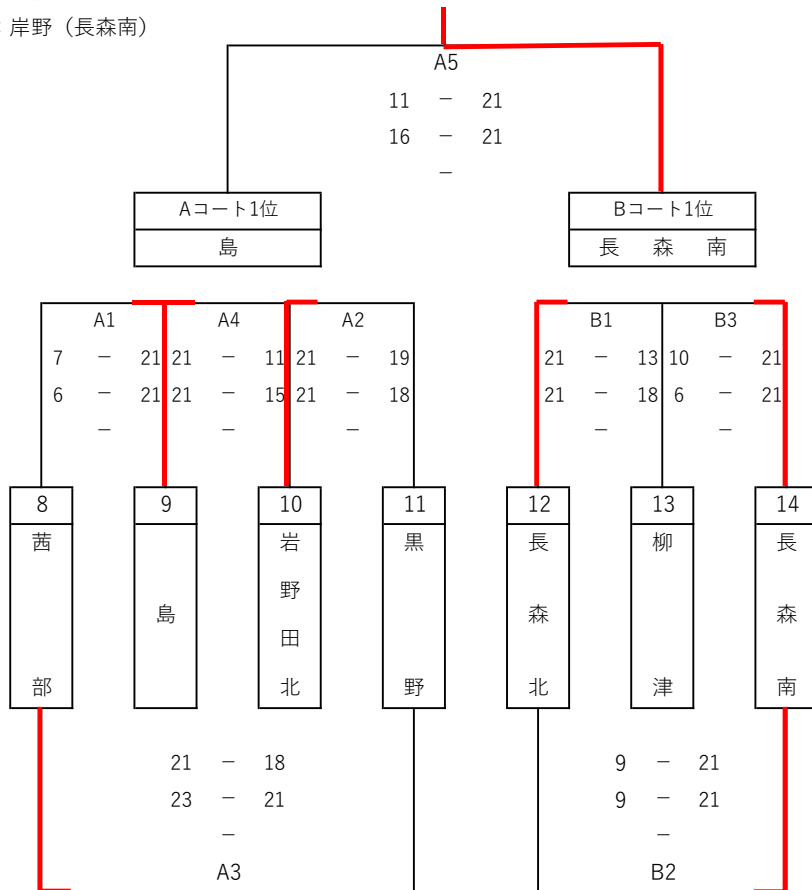 ：岸野（長森南）
A5
11 － 21
16 － 21
－
Aコート1位 Bコート1位
島 長 森 南
A1 A4 A2 B1 B3
7 － 21 21 － 11 21 － 19 21 － 13 10 － 21
6 － 21 21 － 15 21 － 18 21 － 18 6 － 21
－ － － － －
8 9 10 11 12 13 14
茜部 島 岩野田北 黒野 長森北 柳津 長森南
21 － 18 9 － 21
23 － 21 9 － 21
－ －
A3 B2